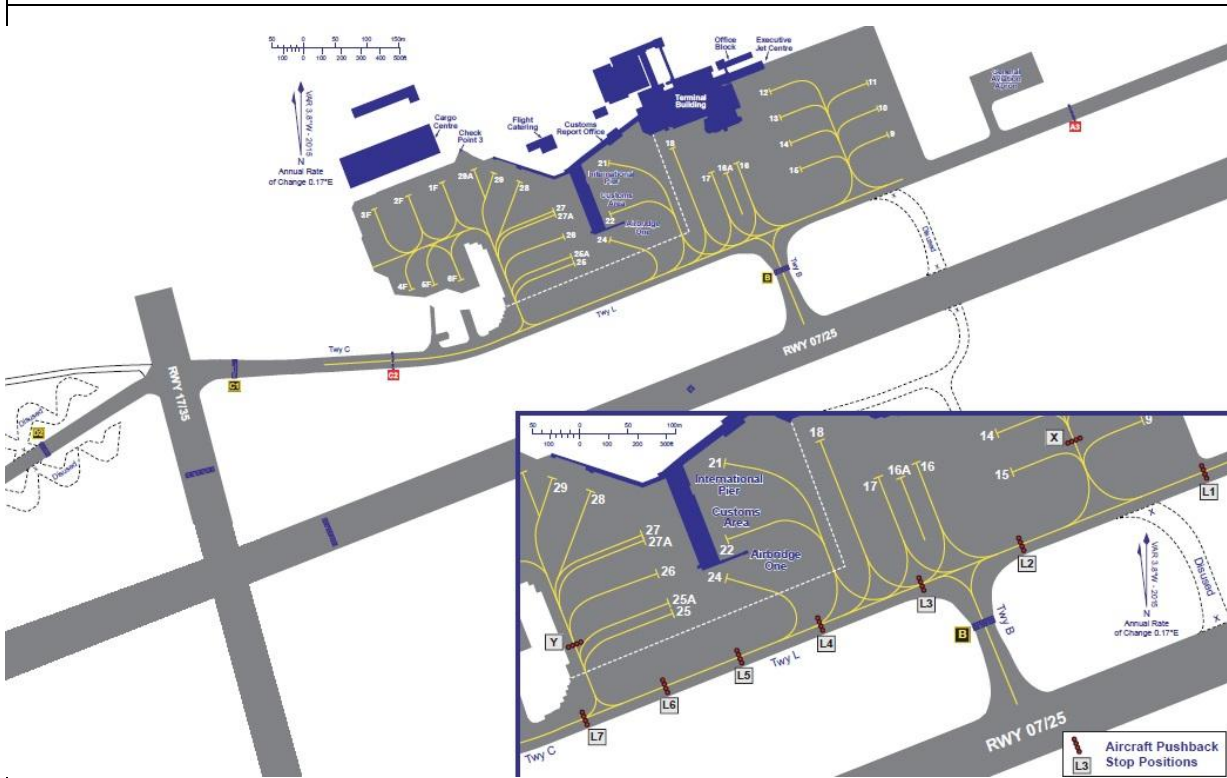 50 0 50 100 150m
100 0 100 200 300 400 500ft
VAR 3.8°W - 2015
N
Annual Rate
of Change 0.17°E
Cargo
Centre
Check
Point 3
Flight
Catering
Customs
Report Office
Office
Block
Executive
Jet Centre
Terminal
Building
General
Aviation
Apron
A3
12
11
13
10
14
9
15
18
17
16A
16
21
International
Pier
Customs
Area
22
Airbridge
One
24
29A
29
28
27
27A
26
25A
25
1F
2F
3F
4F
5F
6F
Disused
B
Twy B
Twy L
RWY 07/25
Twy C
C1
C2
RWY 17/35
Disused
Disused
50 0 50 100m
100 0 100 200 300ft
29
28
27
27A
26
25A
25
21
International
Pier
Customs
Area
22
Airbridge
One
24
18
17
16A
16
14
15
X
9
L1
L2
L3
L4
L5
L6
L7
Y
Twy L
Twy C
B
Twy B
RWY 07/25
VAR 3.8°W - 2015
N
Annual Rate
of Change 0.17°E
Disused
X
X
L3
Aircraft Pushback
Stop Positions